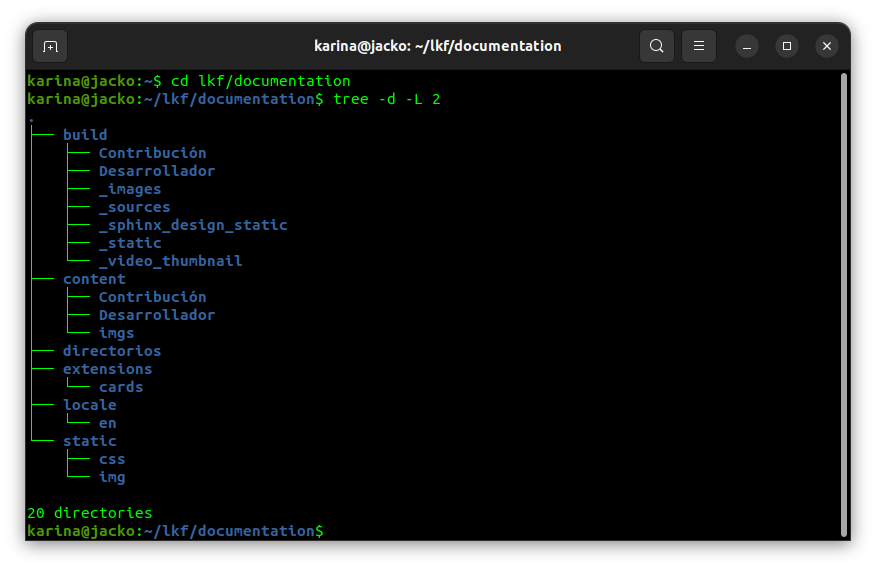 karina@jacko: ~/lkf/documentation
karina@jacko:~$ cd lkf/documentation
karina@jacko:~/lkf/documentation$ tree -d -L 2
.
├── build
│   ├── Contribución
│   ├── Desarrollador
│   ├── _images
│   ├── _sources
│   ├── _sphinx_design_static
│   ├── _static
│   └── _video_thumbnail
├── content
│   ├── Contribución
│   ├── Desarrollador
│   └── imgs
├── directorios
├── extensions
│   └── cards
├── locale
│   └── en
└── static
    ├── css
    └── img

20 directories
karina@jacko:~/lkf/documentation$